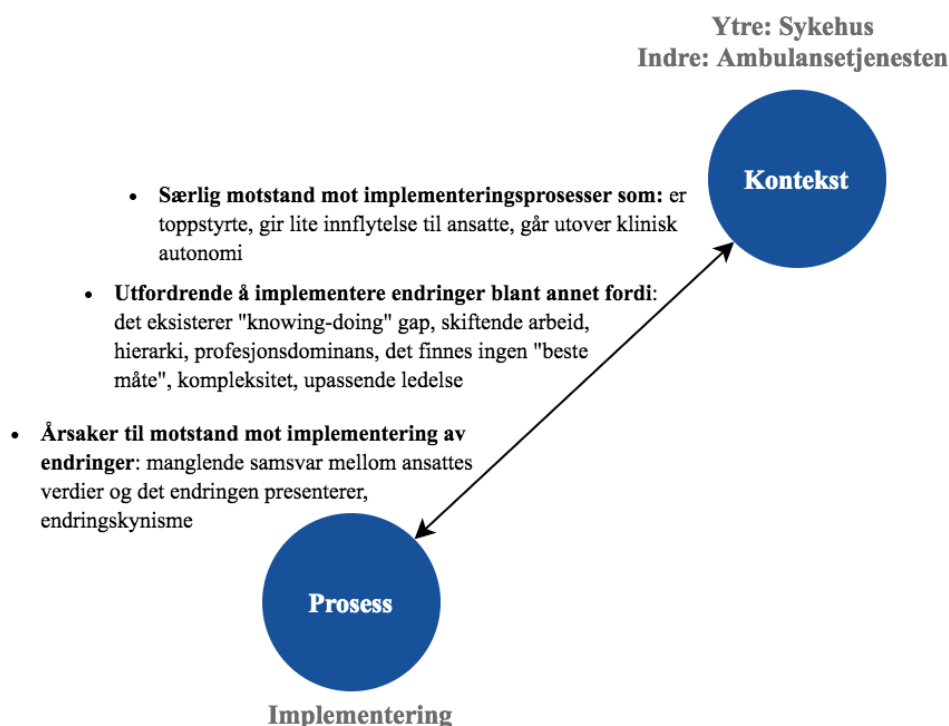 Ytre: Sykehus
Indre: Ambulansetjenesten
Kontekst
• Særlig motstand mot implementeringsprosesser som: er
toppstyrte, gir lite innflytelse til ansatte, går utover klinisk
autonomi
• Utfordrende å implementere endringer blant annet fordi:
det eksisterer "knowing-doing" gap, skiftende arbeid,
hierarki, profesjonsdominans, det finnes ingen "beste
måte", kompleksitet, upassende ledelse
• Årsaker til motstand mot implementering av
endringer: manglende samsvar mellom ansattes
verdier og det endringen presenterer,
endringskynisme
Prosess
Implementering